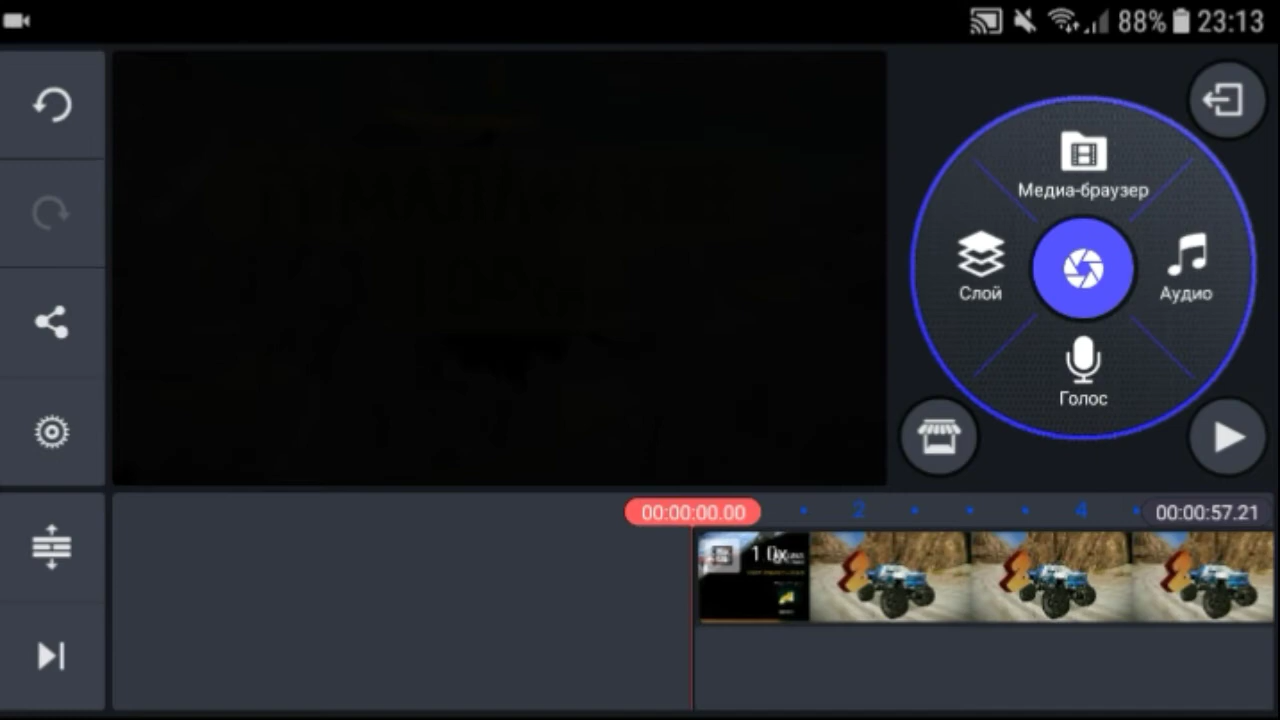 88% 23:13
Медиа-браузер
Слой
Аудио
Голос
00:00:00.00 2 4 00:00:57.21